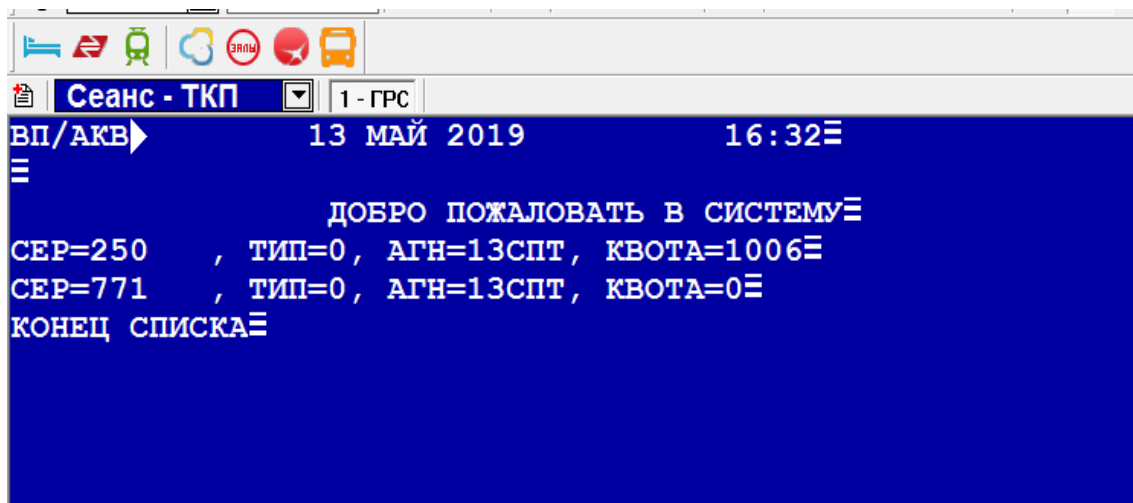 ЗАЛЫ
Сеанс - ТКП 1 - ГРС
ВП/АКВ 13 МАЙ 2019 16:32
ДОБРО ПОЖАЛОВАТЬ В СИСТЕМУ
СЕР=250 , ТИП=0, АГН=13СПТ, КВОТА=1006
СЕР=771 , ТИП=0, АГН=13СПТ, КВОТА=0
КОНЕЦ СПИСКА